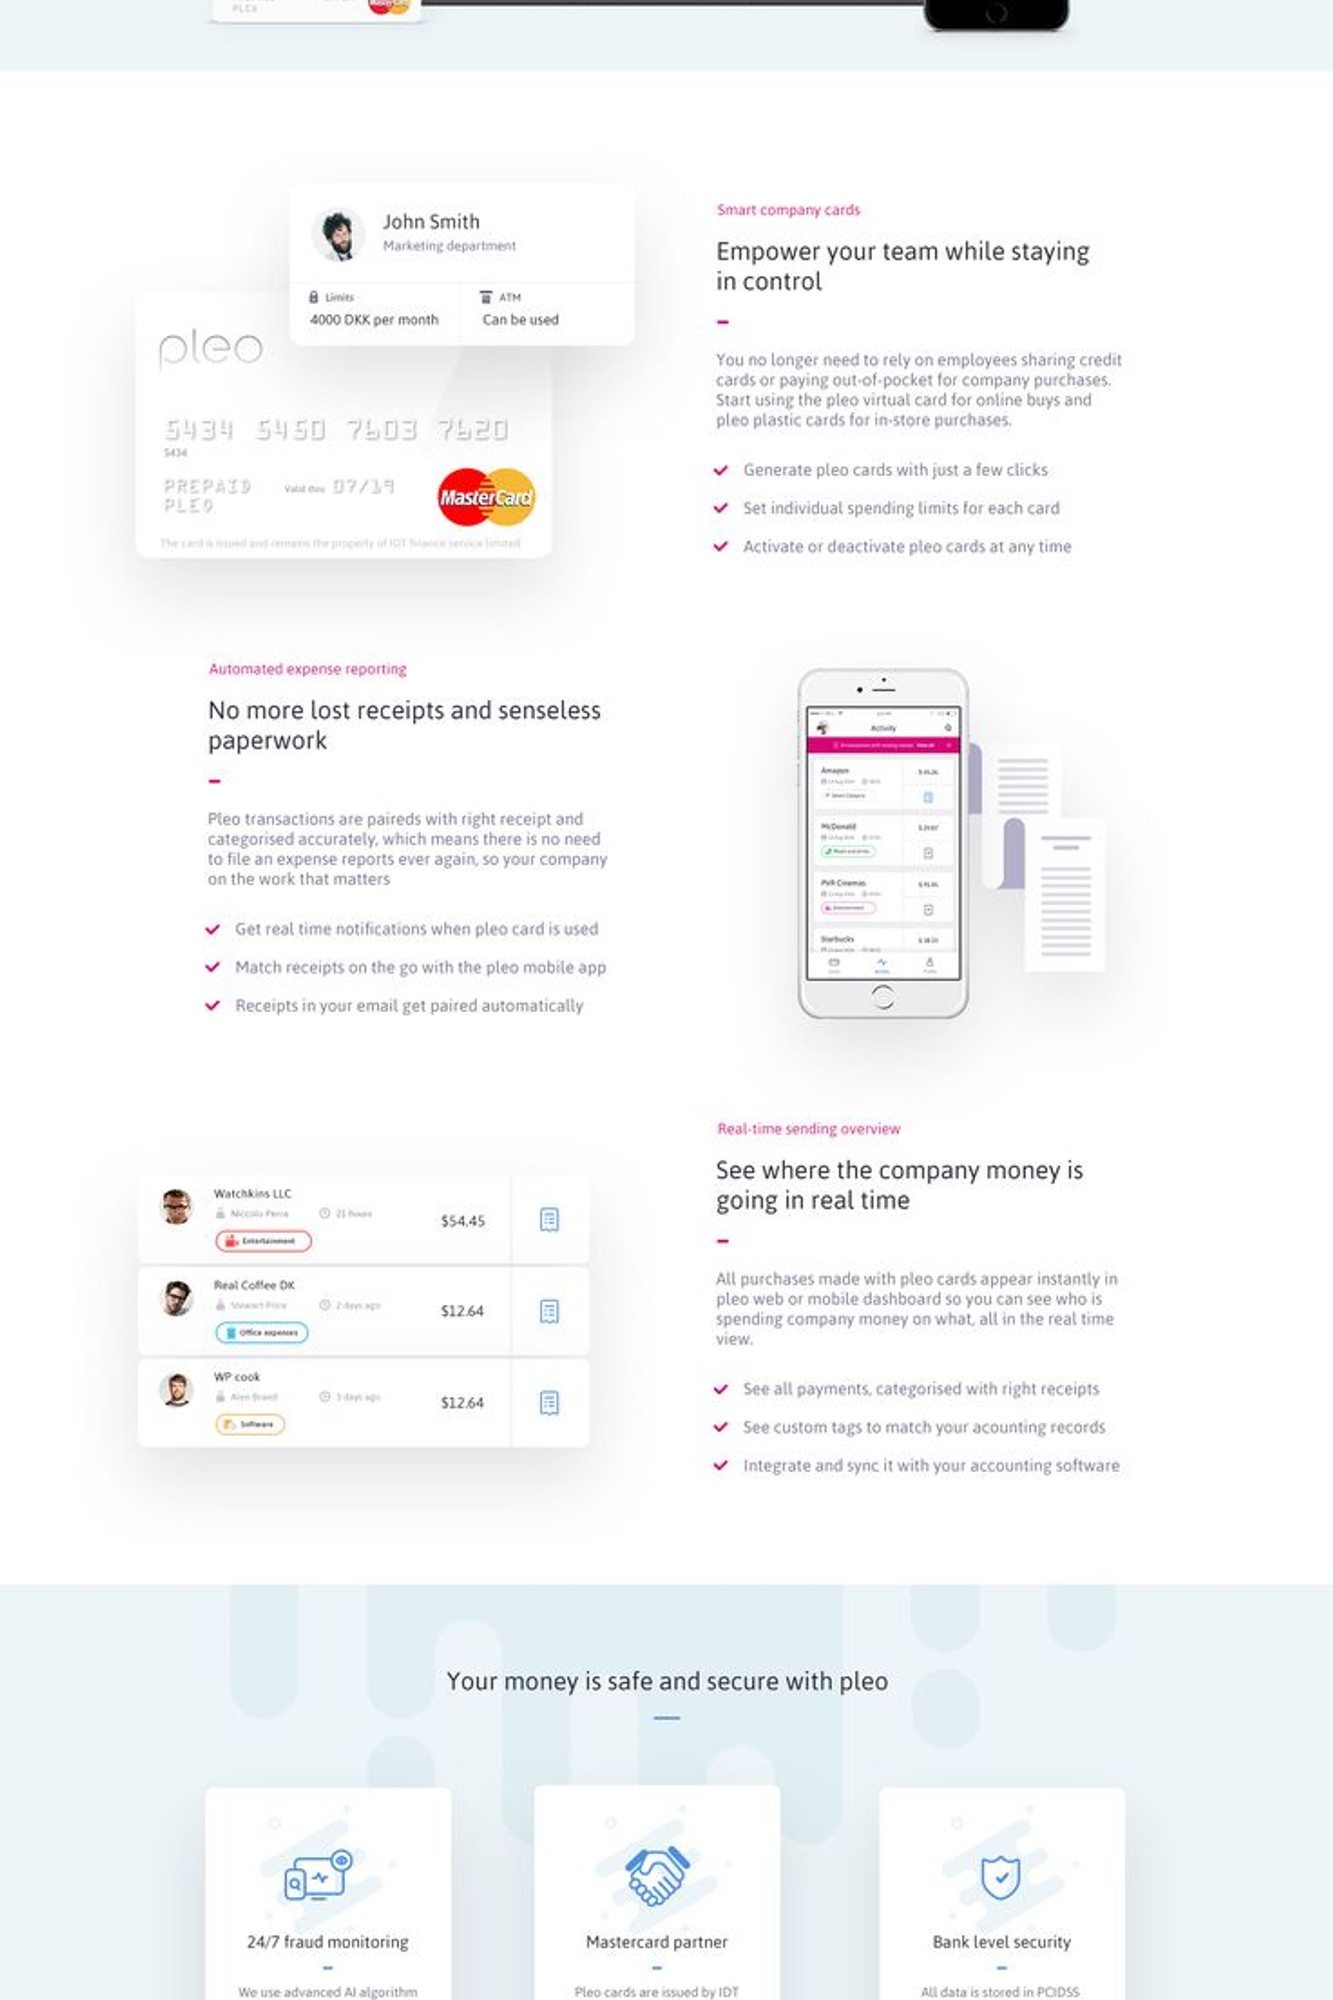 PLEO
MasterCard
John Smith
Marketing department
Limits
ATM
4000 DKK per month
Can be used
pleo
5434 5450 7603 7620
5434
PREPAID
Valid thru 07/19
PLEO
MasterCard
The card is issued and remains the property of IDT finance service limited
Smart company cards
Empower your team while staying
in control
You no longer need to rely on employees sharing credit
cards or paying out-of-pocket for company purchases.
Start using the pleo virtual card for online buys and
pleo plastic cards for in-store purchases.
Generate pleo cards with just a few clicks
Set individual spending limits for each card
Activate or deactivate pleo cards at any time
Automated expense reporting
No more lost receipts and senseless
paperwork
Pleo transactions are paireds with right receipt and
categorised accurately, which means there is no need
to file an expense reports ever again, so your company
on the work that matters
Get real time notifications when pleo card is used
Match receipts on the go with the pleo mobile app
Receipts in your email get paired automatically
Activity
Amazon
Select Category
McDonald
Meals and drinks
PVR Cinemas
Entertainment
Starbucks
Real-time sending overview
See where the company money is
going in real time
All purchases made with pleo cards appear instantly in
pleo web or mobile dashboard so you can see who is
spending company money on what, all in the real time
view.
See all payments, categorised with right receipts
See custom tags to match your acounting records
Integrate and sync it with your accounting software
Watchkins LLC
Niccolo Perra
21 hours
$54.45
Entertainment
Real Coffee DK
Stewart Price
2 days ago
$12.64
Office expenses
WP cook
Alen Brand
3 days ago
$12.64
Software
Your money is safe and secure with pleo
24/7 fraud monitoring
We use advanced AI algorithm
Mastercard partner
Pleo cards are issued by IDT
Bank level security
All data is stored in PCIDSS